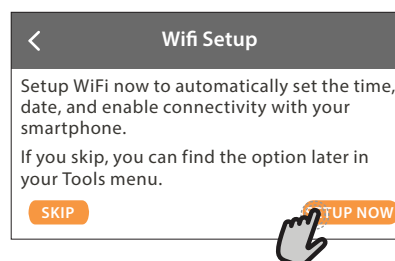 Wifi Setup
Setup WiFi now to automatically set the time,
date, and enable connectivity with your
smartphone.
If you skip, you can find the option later in
your Tools menu.
SKIP
TUP NOW